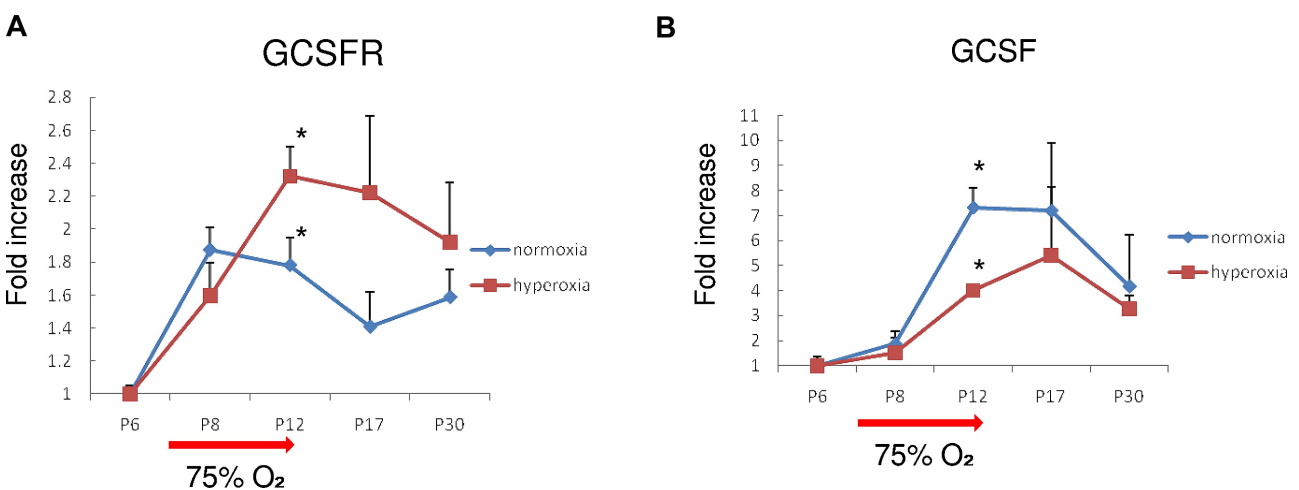 A
GCSFR
Fold increase
2.8
2.6
2.4
2.2
2
1.8
1.6
1.4
1.2
1
*
*
P6 P8 P12 P17 P30
75% O₂
normoxia
hyperoxia
B
GCSF
Fold increase
11
10
9
8
7
6
5
4
3
2
1
*
*
P6 P8 P12 P17 P30
75% O₂
normoxia
hyperoxia